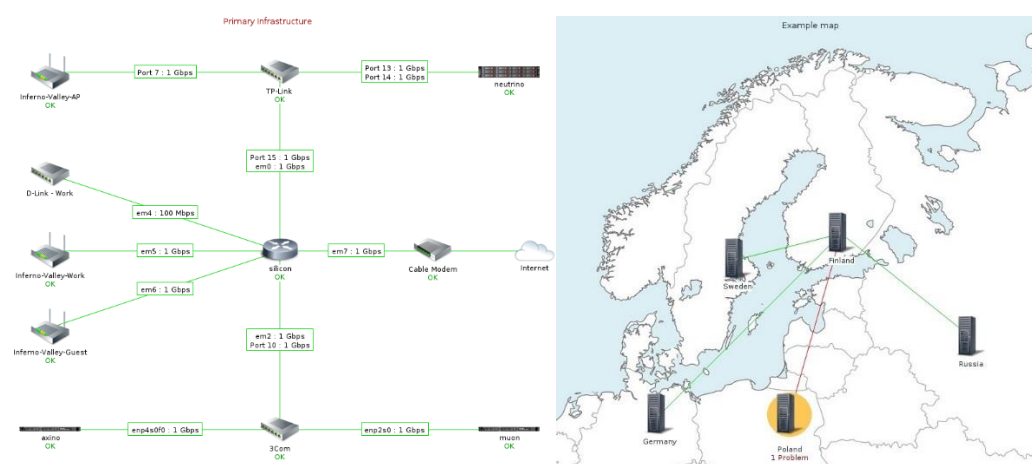 Primary Infrastructure
Port 7 : 1 Gbps
Port 13 : 1 Gbps
Port 14 : 1 Gbps
Inferno-Valley-AP
OK
TP-Link
OK
neutrino
OK
Port 15 : 1 Gbps
em0 : 1 Gbps
D-Link - Work
em4 : 100 Mbps
em5 : 1 Gbps
em7 : 1 Gbps
Inferno-Valley-Work
OK
silicon
OK
Cable Modem
OK
Internet
em6 : 1 Gbps
em2 : 1 Gbps
Port 10 : 1 Gbps
Inferno-Valley-Guest
OK
enp4s0f0 : 1 Gbps
enp2s0 : 1 Gbps
axino
OK
3Com
OK
muon
OK
Example map
Finland
Sweden
Russia
Germany
Poland
1 Problem